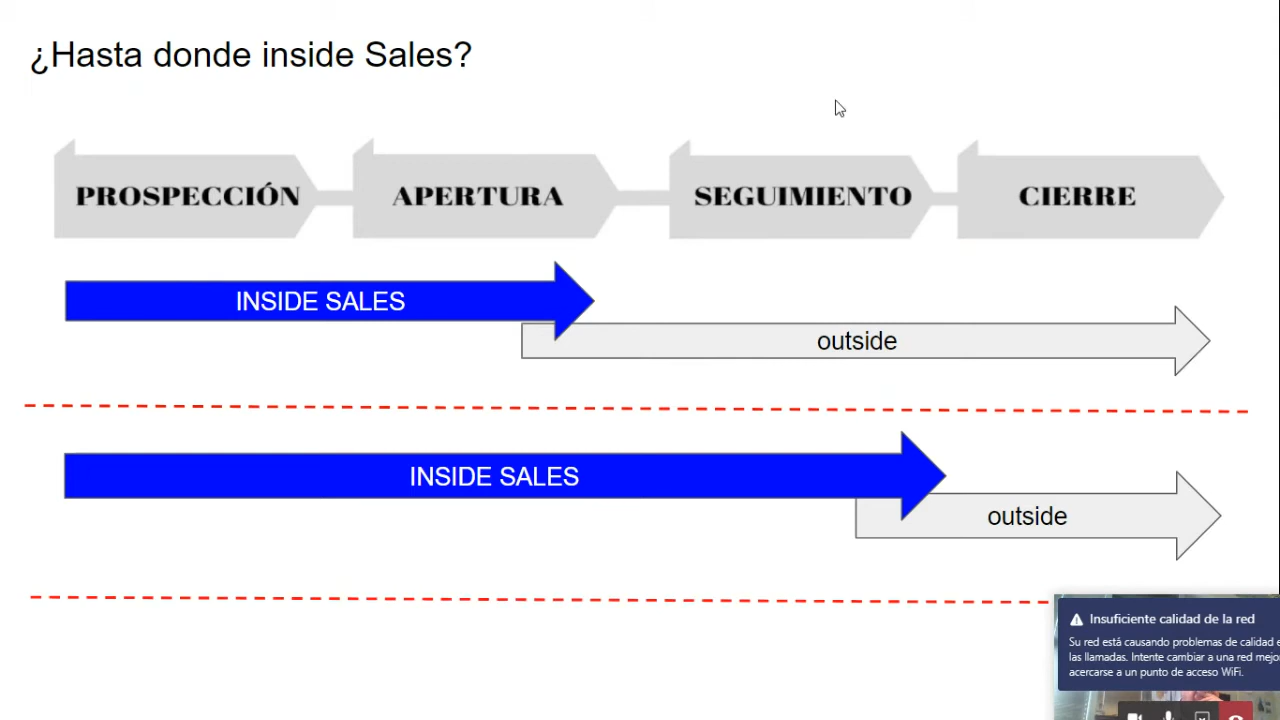 ¿Hasta donde inside Sales?
PROSPECCIÓN
APERTURA
SEGUIMIENTO
CIERRE
INSIDE SALES
outside
INSIDE SALES
outside
Insuficiente calidad de la red
Su red está causando problemas de calidad e
las llamadas. Intente cambiar a una red mejo
acercarse a un punto de acceso WiFi.